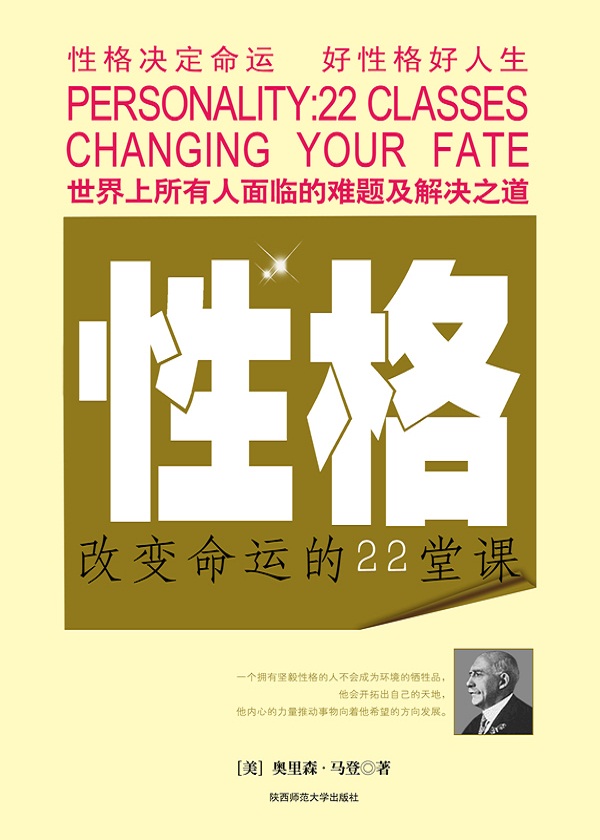 性格决定命运 好性格好人生
PERSONALITY:22 CLASSES
CHANGING YOUR FATE
世界上所有人面临的难题及解决之道
性格
改变命运的22堂课
一个拥有坚毅性格的人不会成为环境的牺牲品，
他会开拓出自己的天地，
他内心的力量推动事物向着他希望的方向发展。
［美］奥里森·马登◎著
陕西师范大学出版社